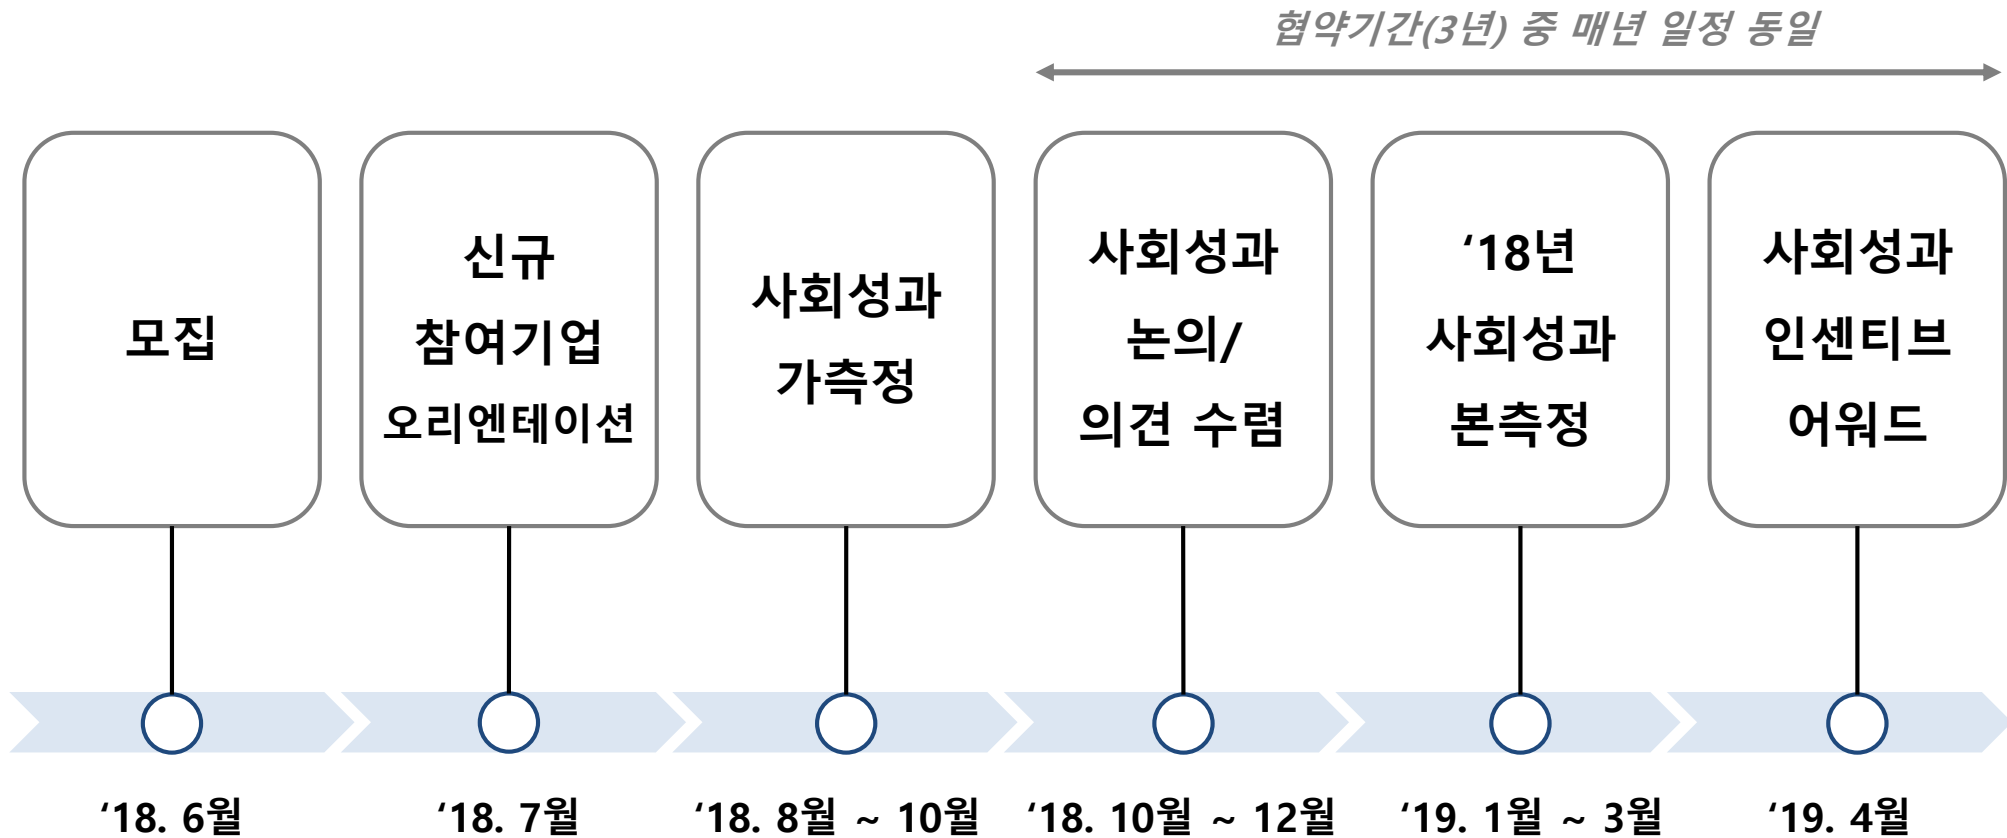 협약기간(3년) 중 매년 일정 동일
모집
신규
참여기업
오리엔테이션
사회성과
가측정
사회성과
논의/
의견 수렴
‘18년
사회성과
본측정
사회성과
인센티브
어워드
‘18. 6월
‘18. 7월
‘18. 8월 ~ 10월
‘18. 10월 ~ 12월
‘19. 1월 ~ 3월
‘19. 4월